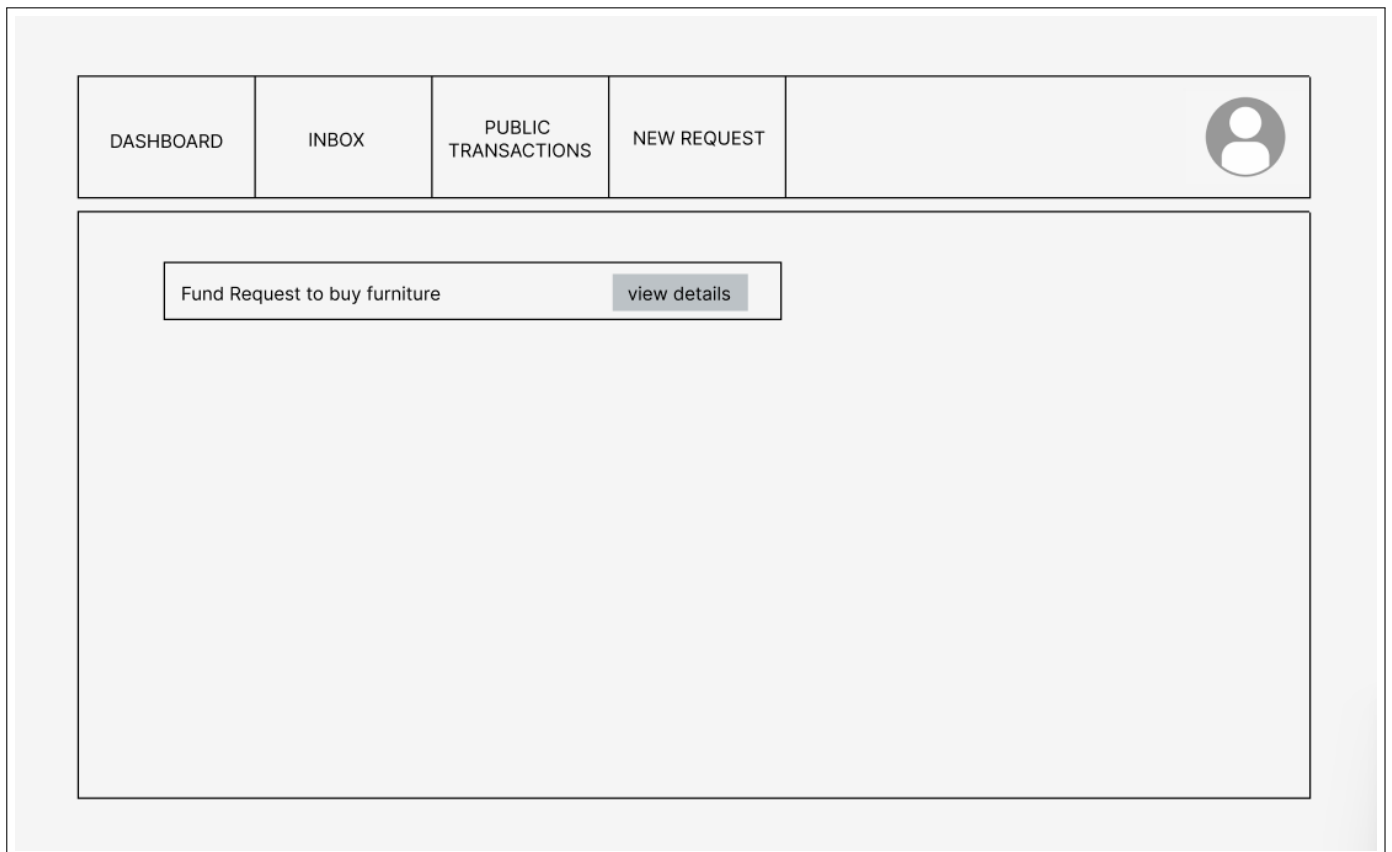 DASHBOARD
INBOX
PUBLIC
TRANSACTIONS
NEW REQUEST
Fund Request to buy furniture
view details